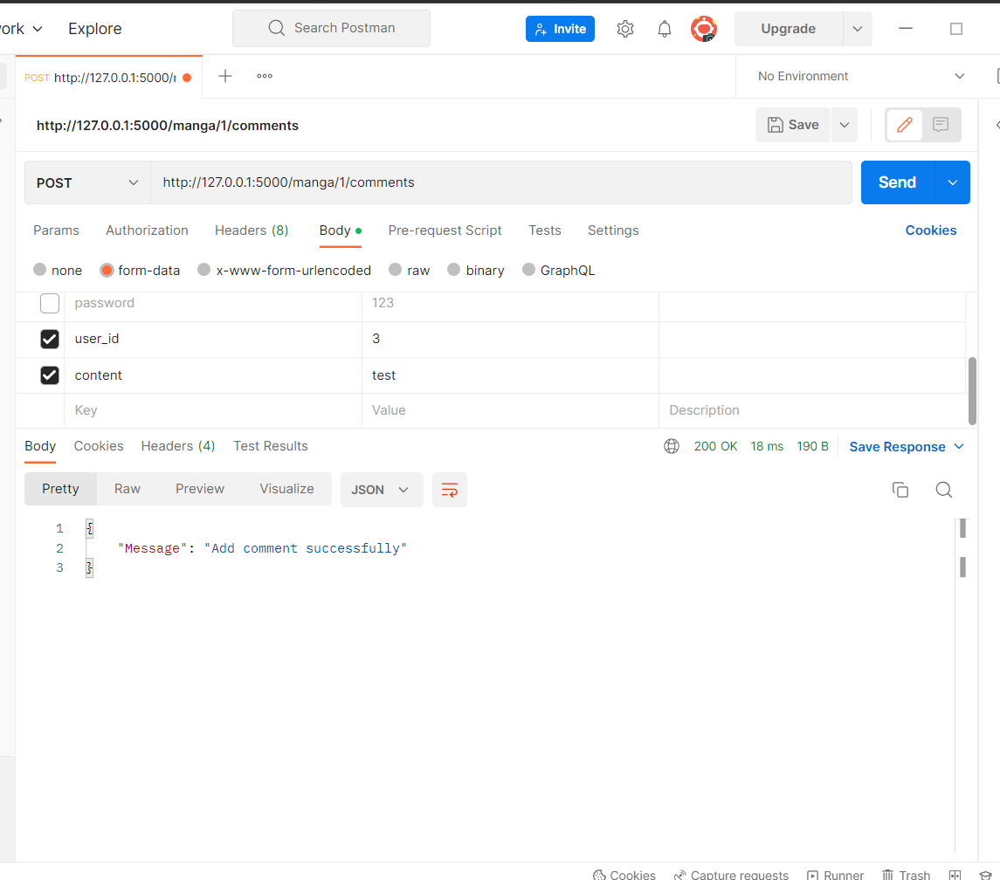 ork Explore Search Postman Invite Upgrade
POST http://127.0.0.1:5000/r No Environment
http://127.0.0.1:5000/manga/1/comments Save
POST http://127.0.0.1:5000/manga/1/comments Send
Params Authorization Headers (8) Body Pre-request Script Tests Settings Cookies
none form-data x-www-form-urlencoded raw binary GraphQL
password 123
user_id 3
content test
Key Value Description
Body Cookies Headers (4) Test Results 200 OK 18 ms 190 B Save Response
Pretty Raw Preview Visualize JSON
1 {
2 "Message": "Add comment successfully"
3 }
Cookies Capture requests Runner Trash